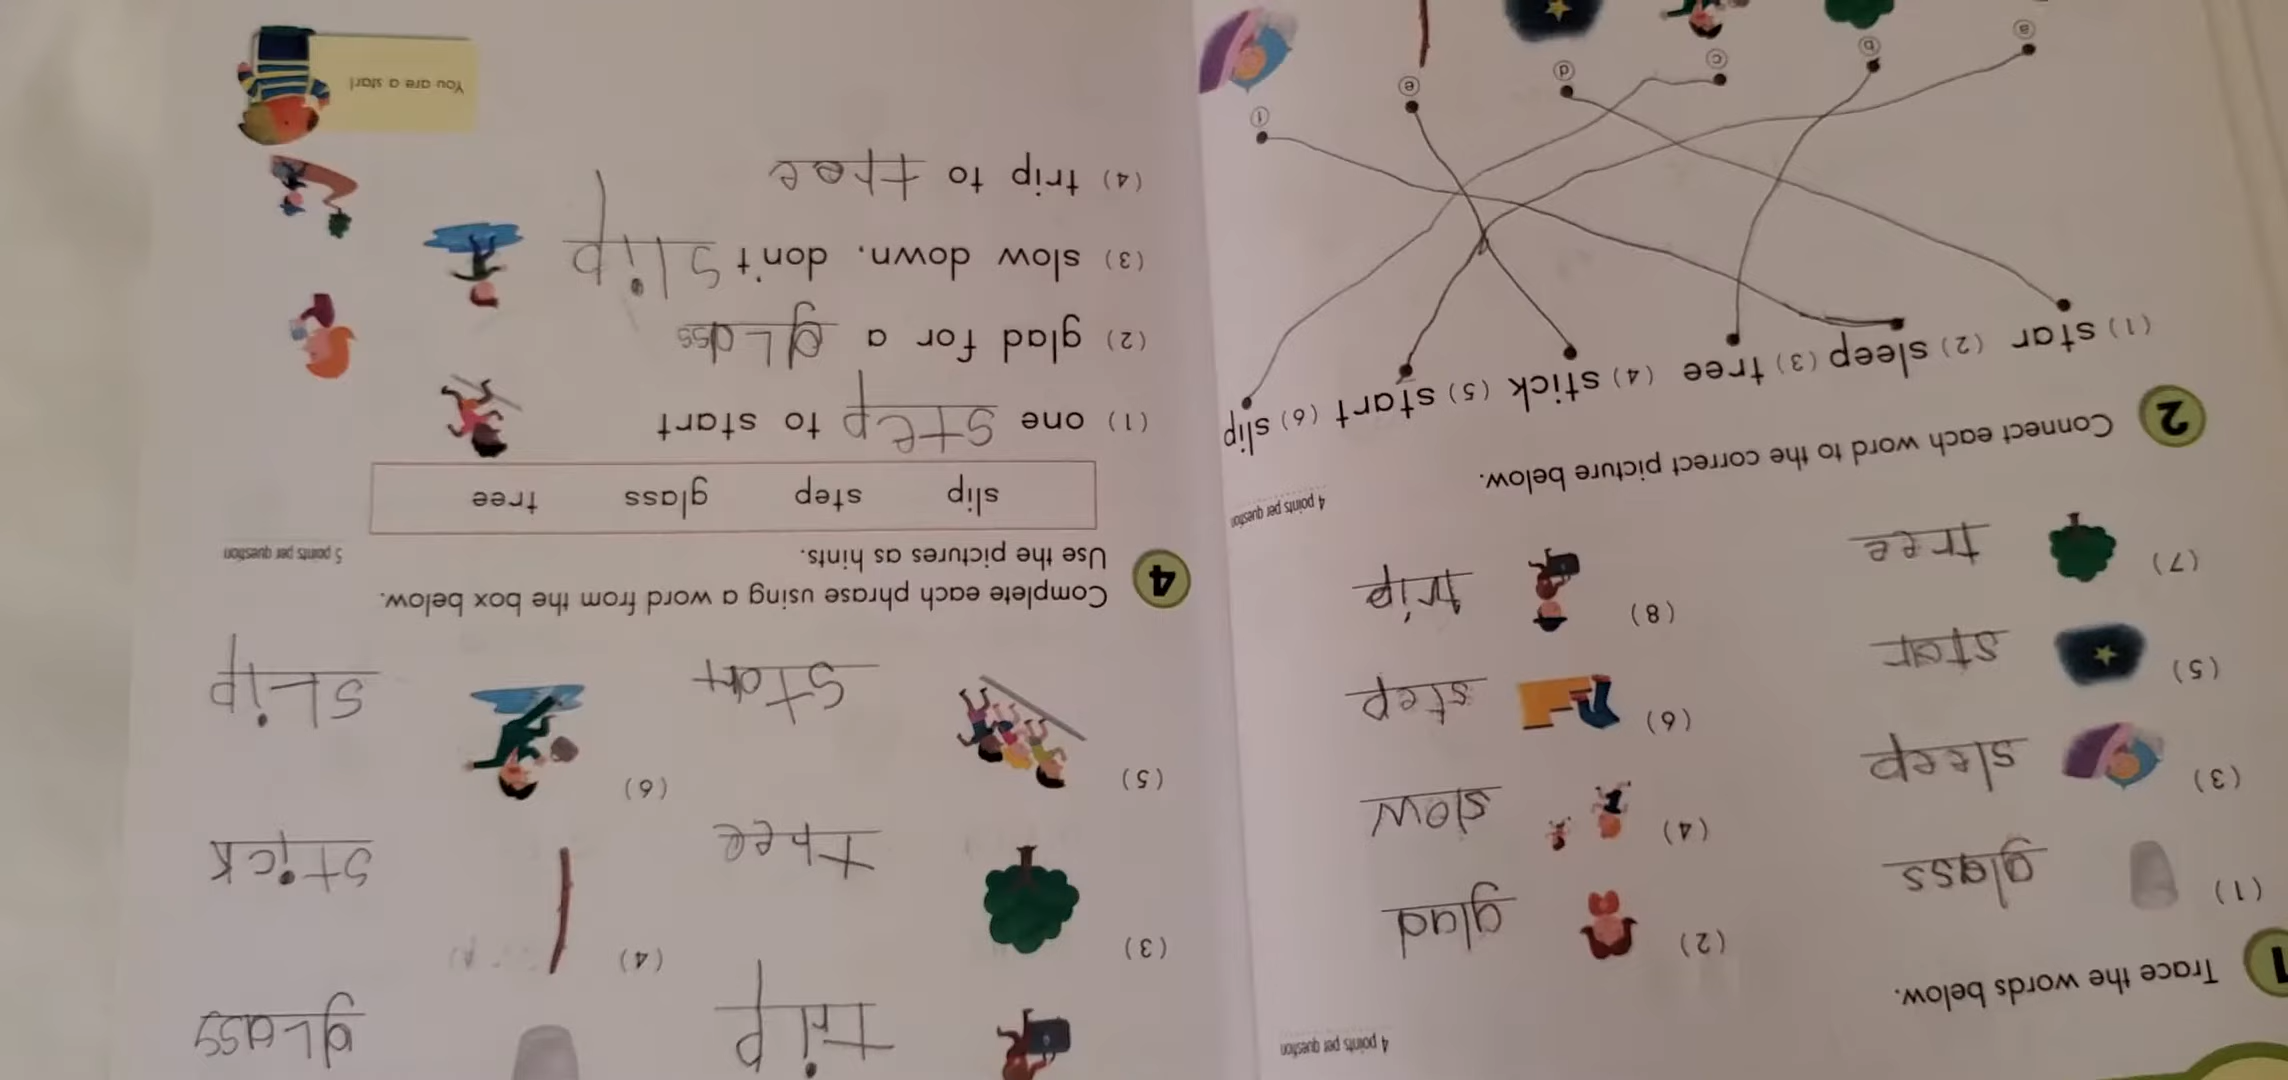 1 Trace the words below.
4 points per question
(1) glass
(2) glad
(3) sleep
(4) slow
(5) star
(6) step
(7) tree
(8) trip
2 Connect each word to the correct picture below.
4 points per question
(1) star (2) sleep (3) tree (4) stick (5) start (6) slip
a b c d e f
trip
gLass
(3) tree
(4) stick
(5) start
(6) sLip
4 Complete each phrase using a word from the box below.
Use the pictures as hints.
5 points per question
slip step glass tree
(1) one step to start
(2) glad for a gLass
(3) slow down, don't slip
(4) trip to tree
You are a star!